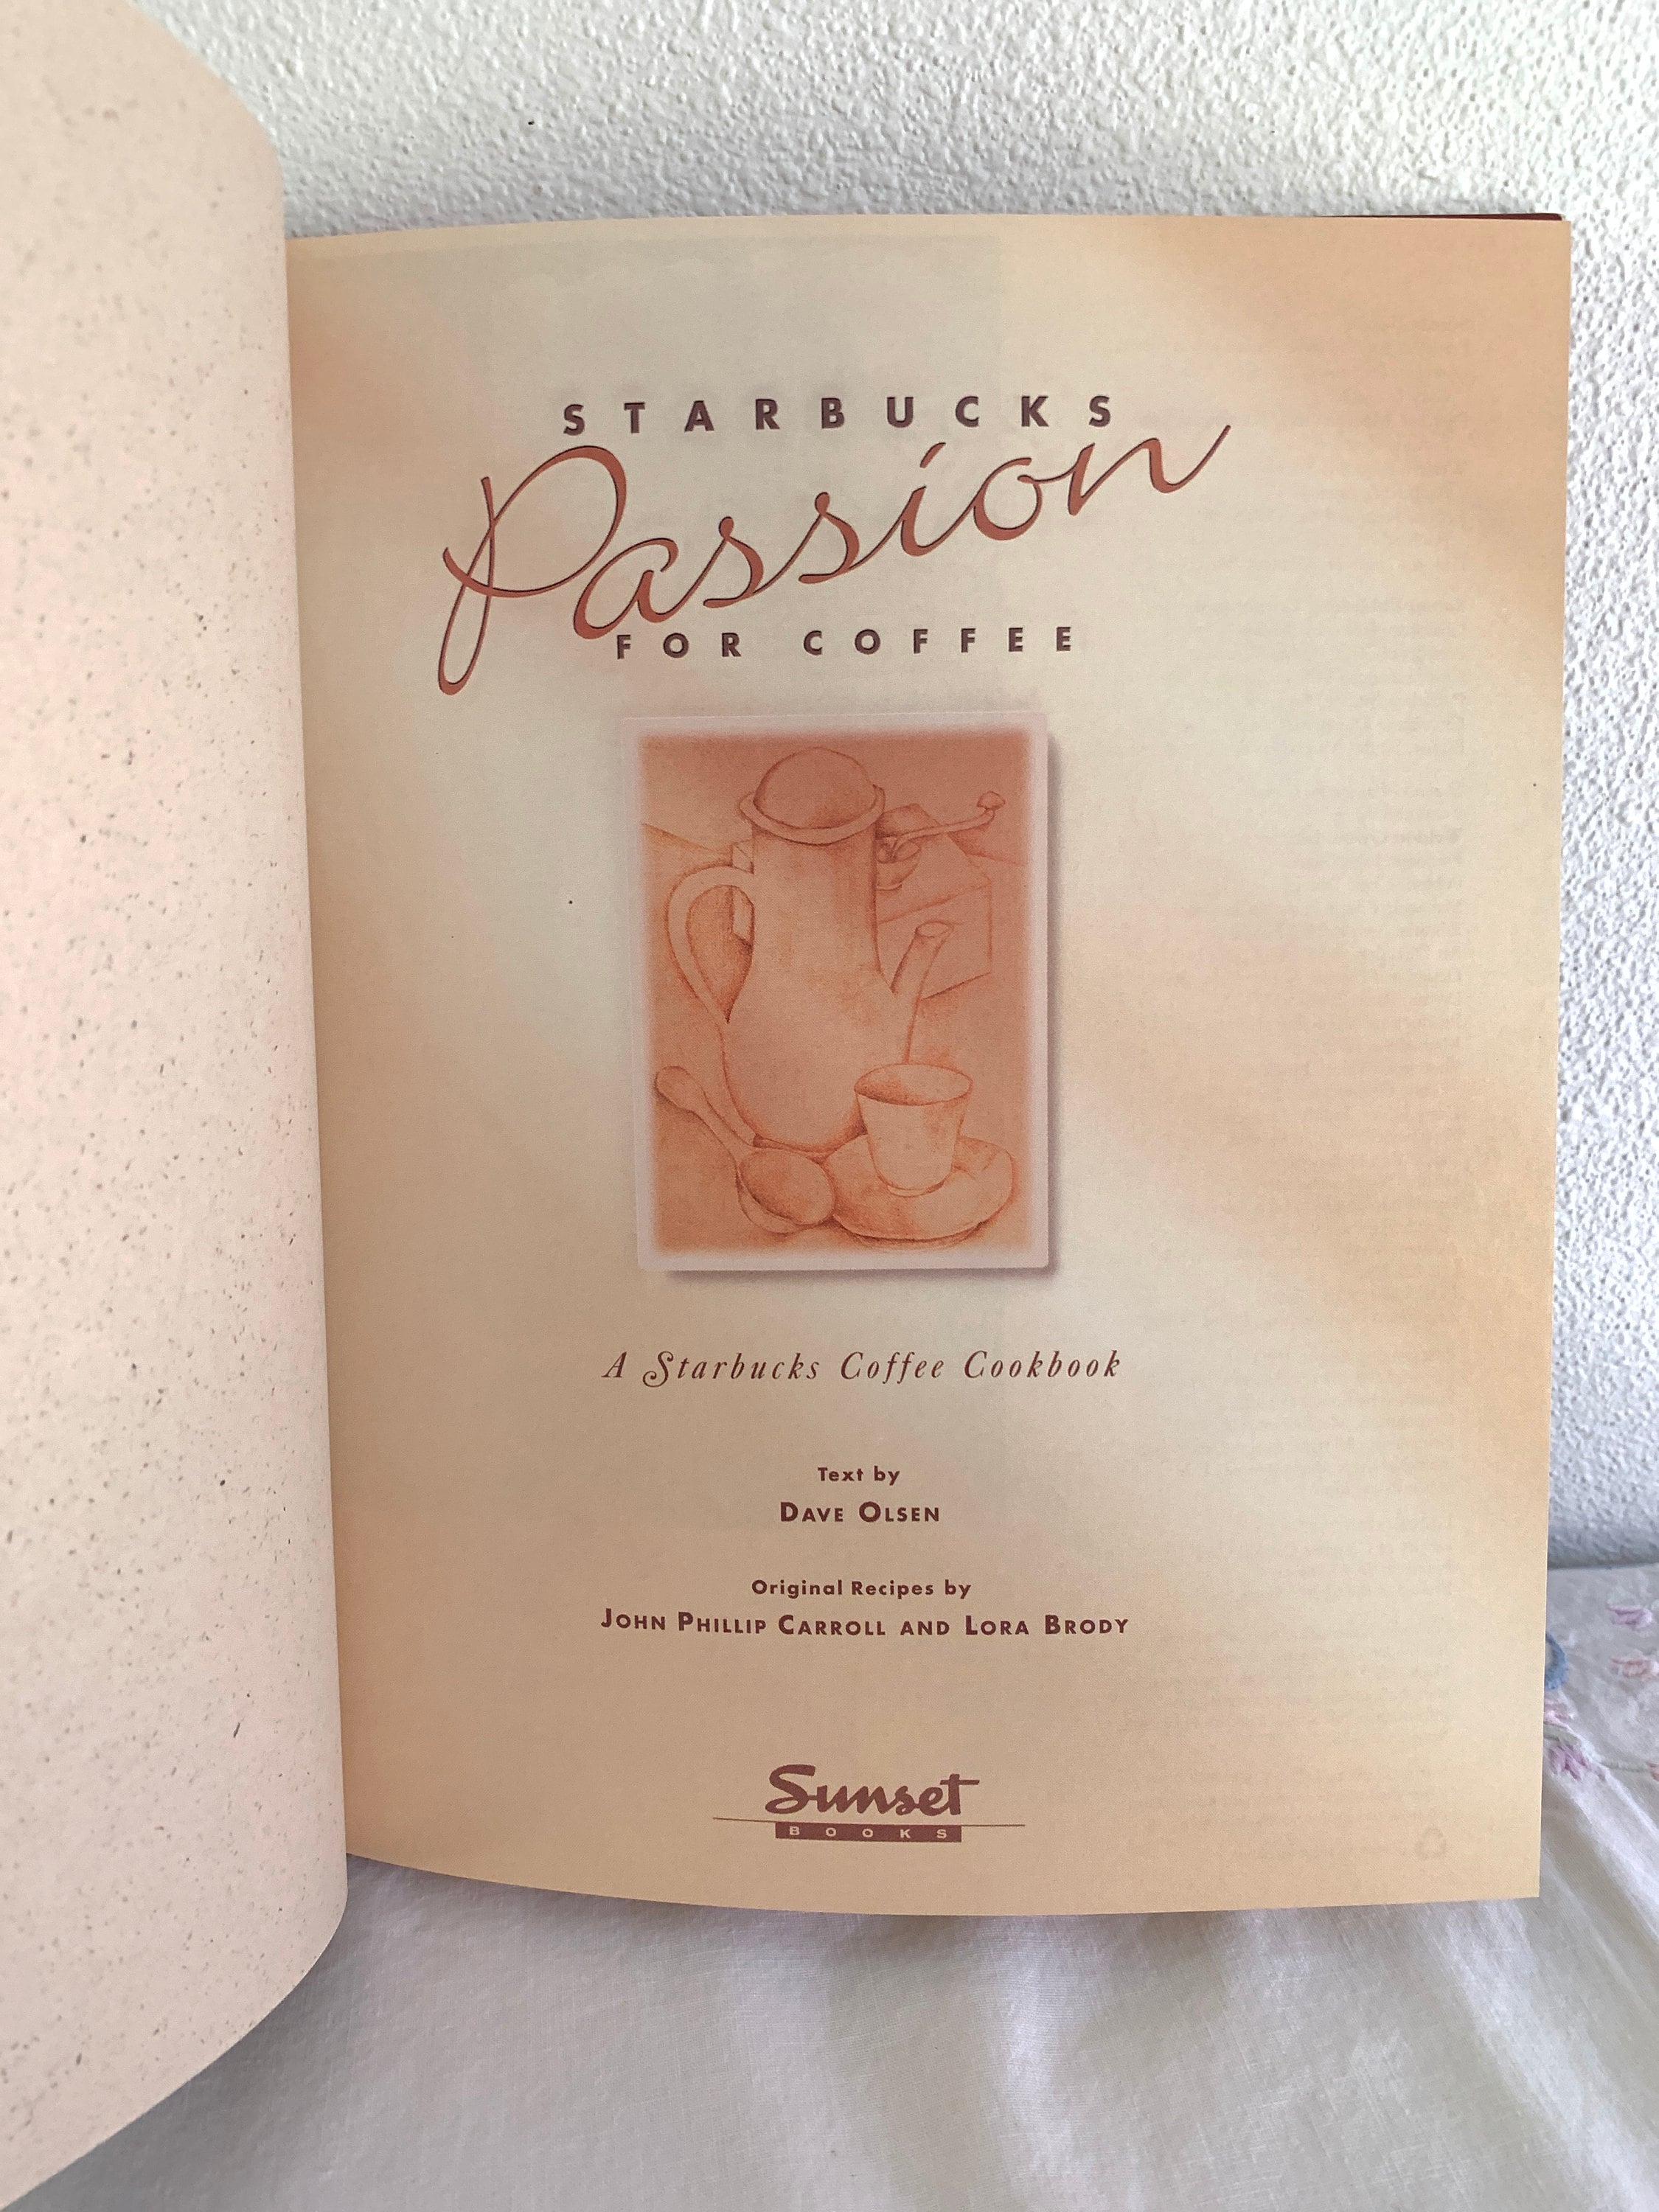 STARBUCKS
Passion
FOR COFFEE
A Starbucks Coffee Cookbook
Text by
DAVE OLSEN
Original Recipes by
JOHN PHILLIP CARROLL AND LORA BRODY
Sunset
BOOKS